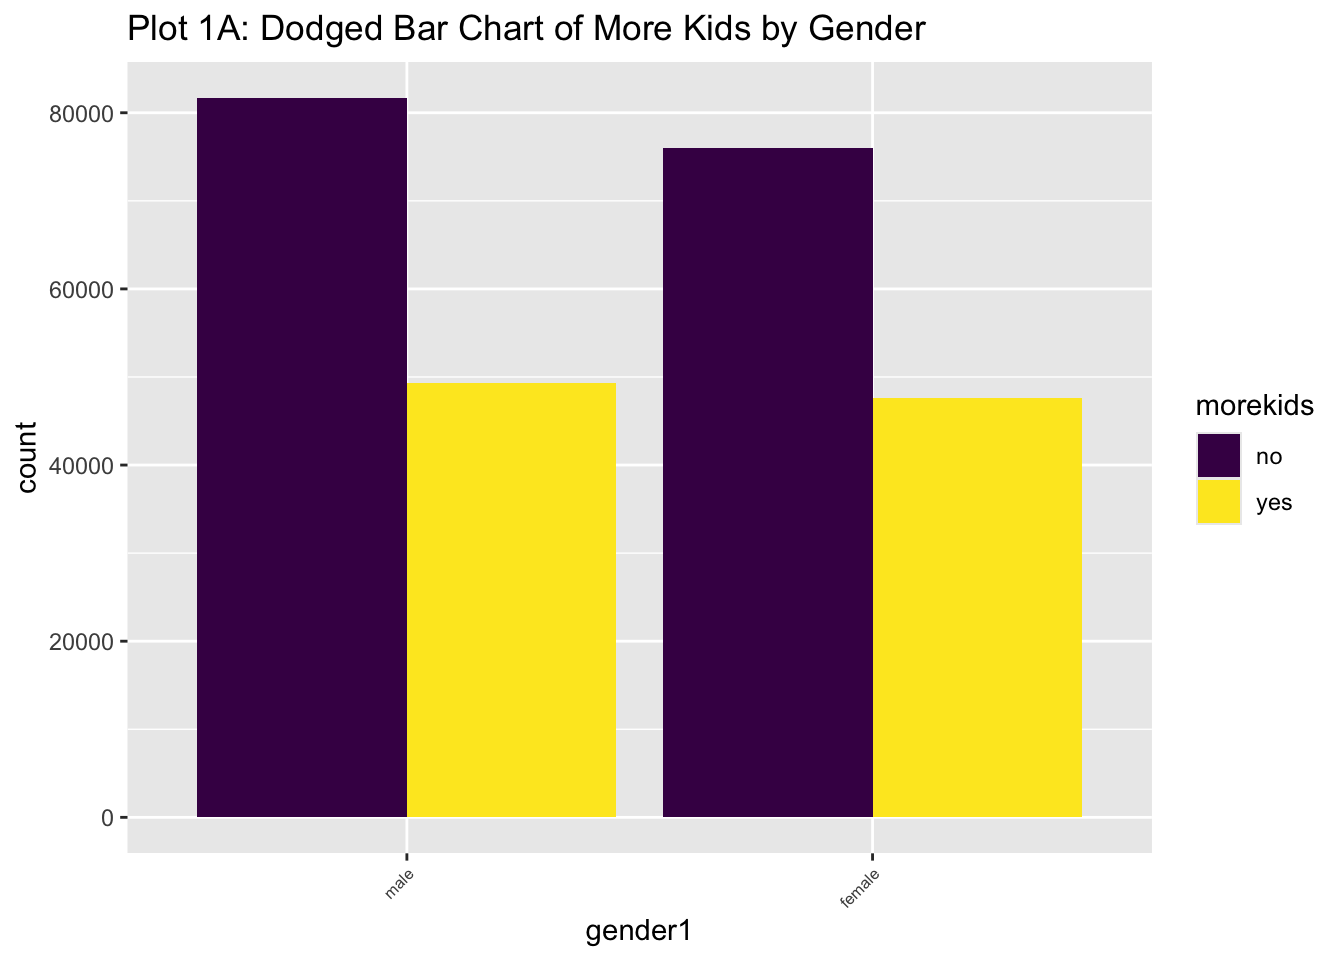 Plot 1A: Dodged Bar Chart of More Kids by Gender
80000
60000
40000
20000
0
count
male
female
gender1
morekids
no
yes